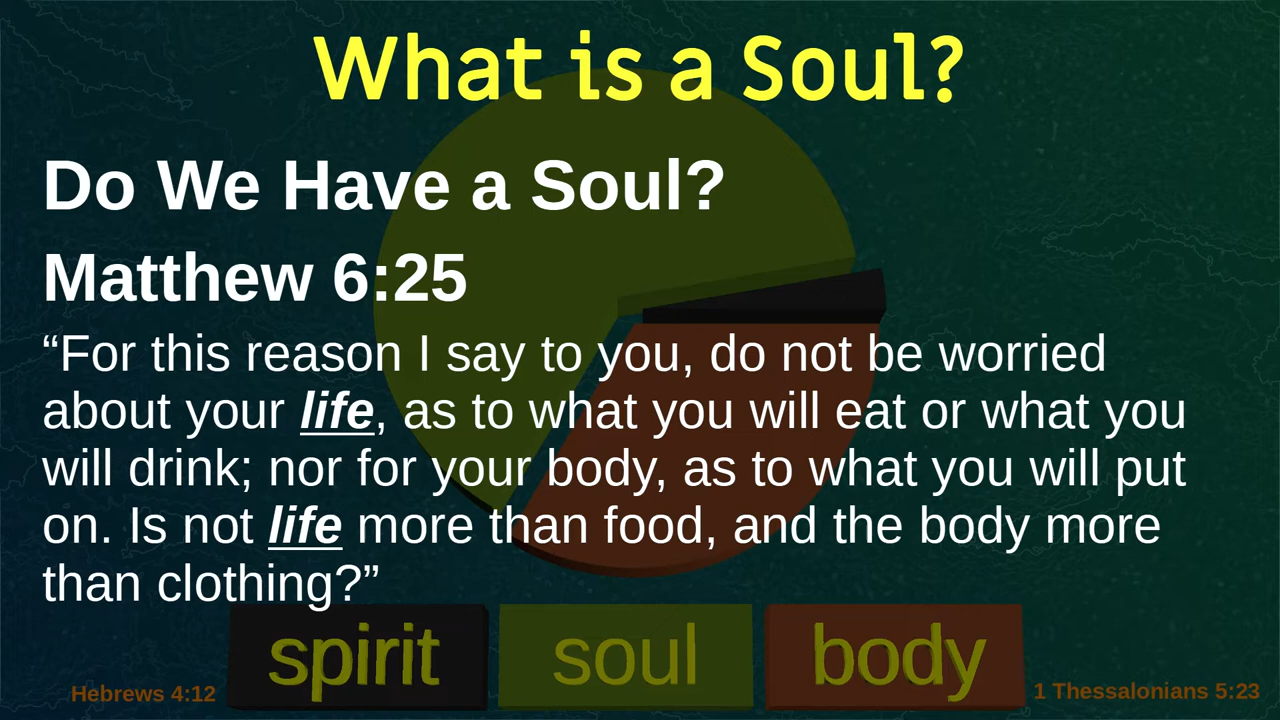 What is a Soul?
Do We Have a Soul?
Matthew 6:25
“For this reason I say to you, do not be worried
about your life, as to what you will eat or what you
will drink; nor for your body, as to what you will put
on. Is not life more than food, and the body more
than clothing?”
spirit soul body
Hebrews 4:12 1 Thessalonians 5:23